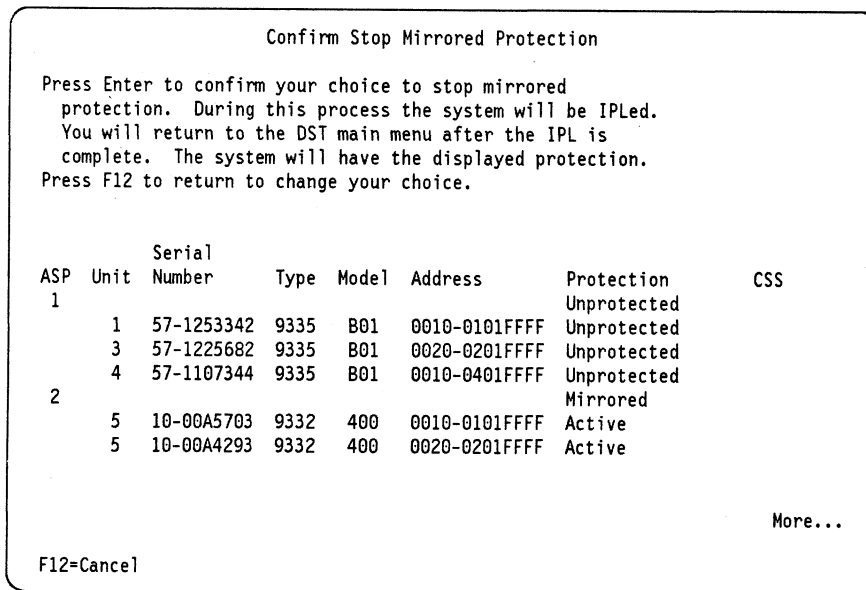 Confirm Stop Mirrored Protection
Press Enter to confirm your choice to stop mirrored
protection.  During this process the system will be IPLed.
You will return to the DST main menu after the IPL is
complete.  The system will have the displayed protection.
Press F12 to return to change your choice.
Serial
ASP  Unit  Number      Type  Model  Address        Protection        CSS
1                                                  Unprotected
1   57-1253342  9335   B01   0010-0101FFFF  Unprotected
3   57-1225682  9335   B01   0020-0201FFFF  Unprotected
4   57-1107344  9335   B01   0010-0401FFFF  Unprotected
2                                                  Mirrored
5   10-00A5703  9332   400   0010-0101FFFF  Active
5   10-00A4293  9332   400   0020-0201FFFF  Active
More...
F12=Cancel